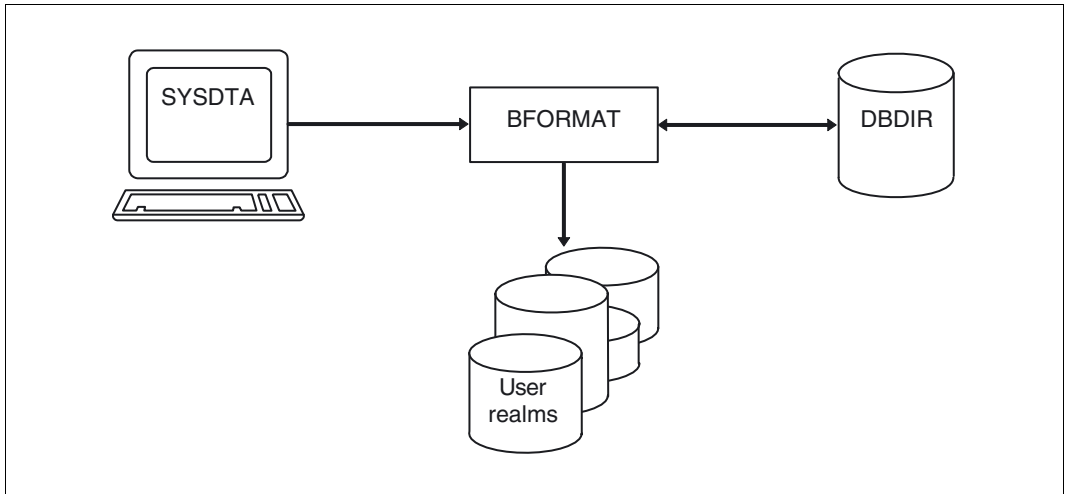 SYSDTA
BFORMAT
DBDIR
User
realms